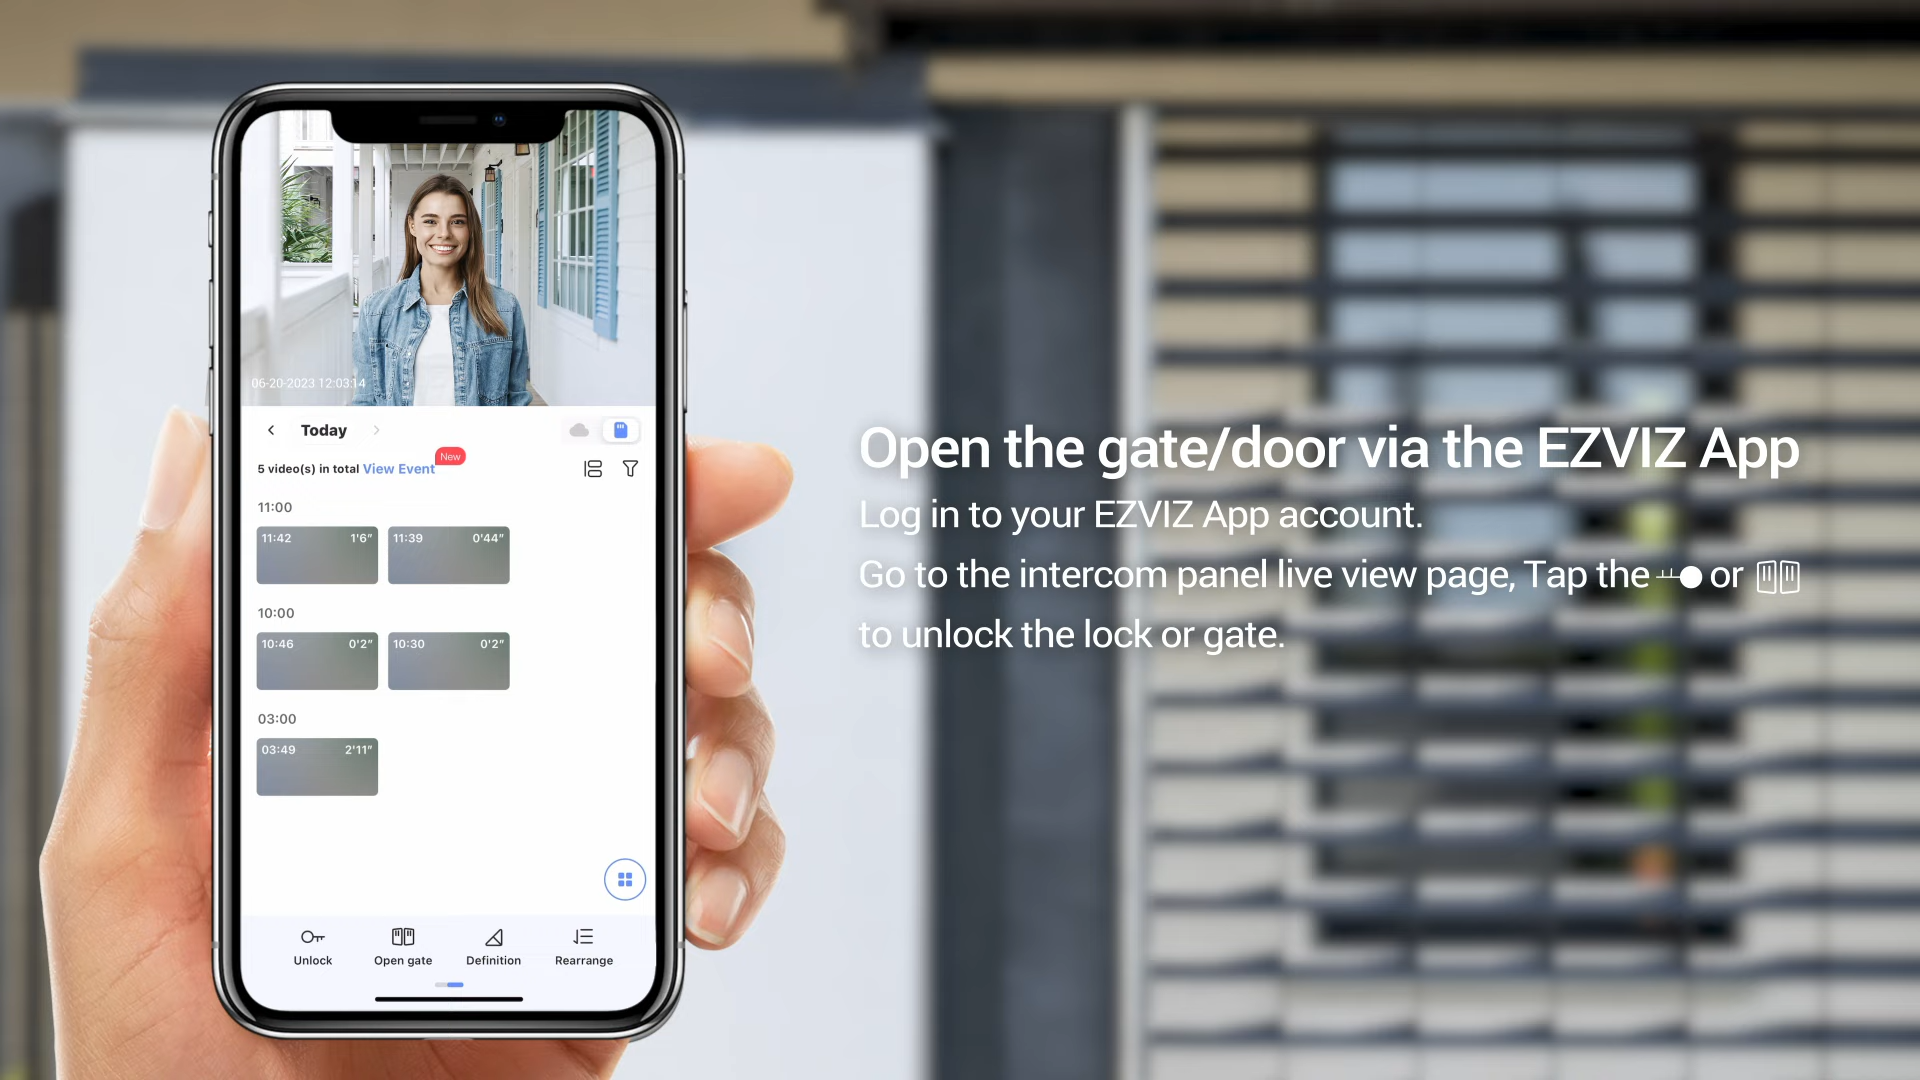 06-20-2023 12:03:14
Today
5 video(s) in total View Event New
11:00
11:42 1'6" 11:39 0'44"
10:00
10:46 0'2" 10:30 0'2"
03:00
03:49 2'11"
Unlock Open gate Definition Rearrange
Open the gate/door via the EZVIZ App
Log in to your EZVIZ App account.
Go to the intercom panel live view page, Tap the or
to unlock the lock or gate.